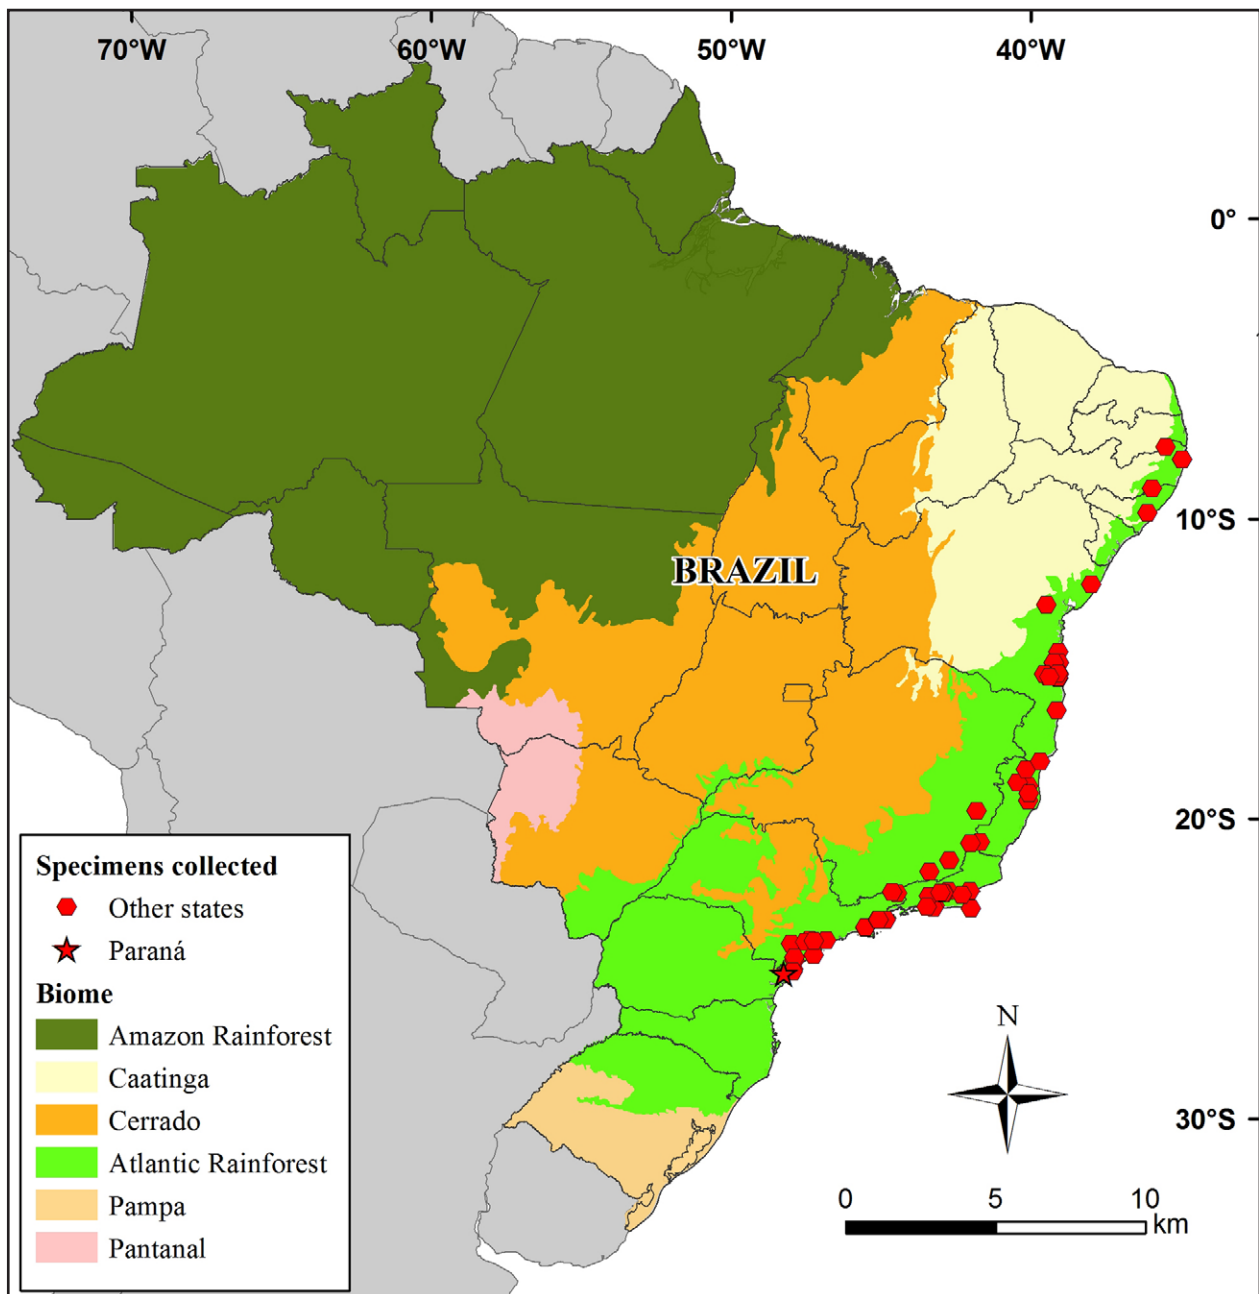 70°W 60°W 50°W 40°W
0°
10°S
BRAZIL
20°S
Specimens collected
Other states
Paraná
Biome
Amazon Rainforest
Caatinga
Cerrado
Atlantic Rainforest
Pampa
Pantanal
N
30°S
0 5 10
km